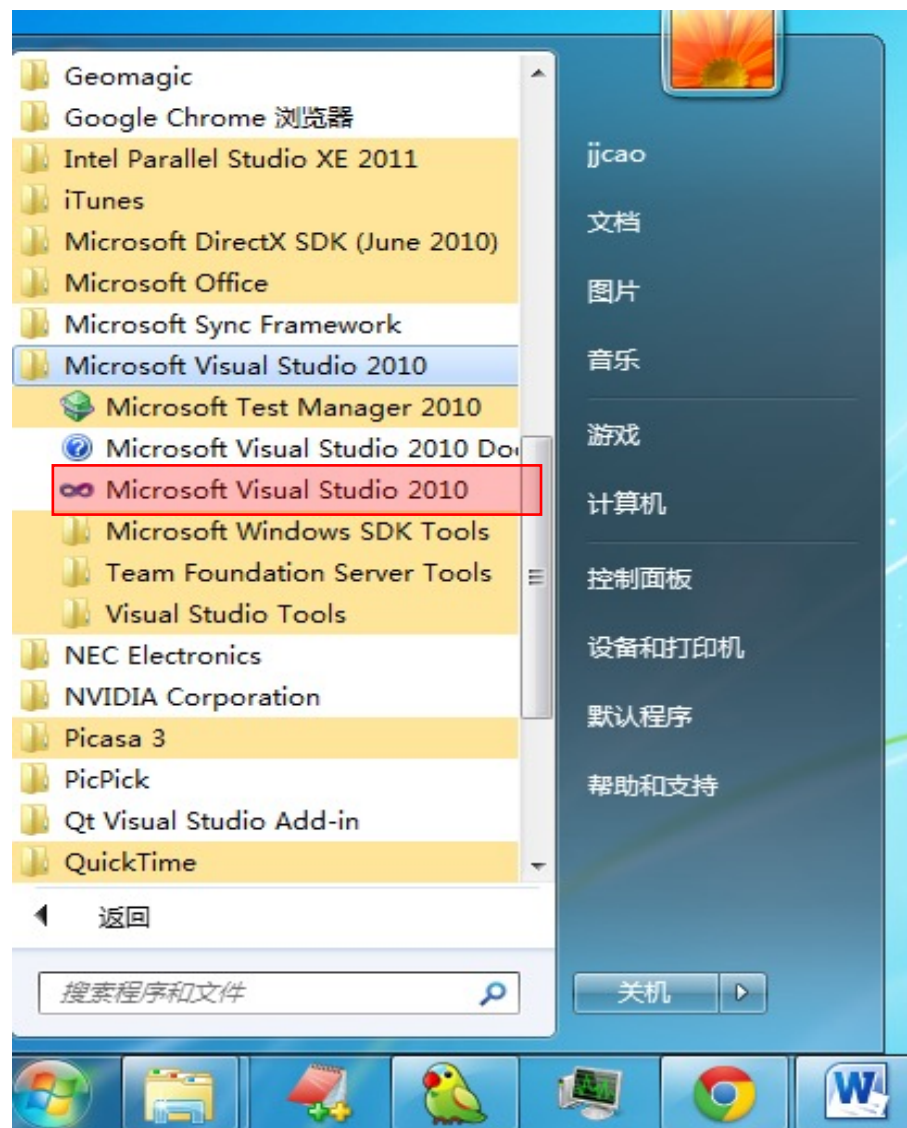 Geomagic
Google Chrome 浏览器
Intel Parallel Studio XE 2011
iTunes
Microsoft DirectX SDK (June 2010)
Microsoft Office
Microsoft Sync Framework
Microsoft Visual Studio 2010
Microsoft Test Manager 2010
Microsoft Visual Studio 2010 Do
Microsoft Visual Studio 2010
Microsoft Windows SDK Tools
Team Foundation Server Tools
Visual Studio Tools
NEC Electronics
NVIDIA Corporation
Picasa 3
PicPick
Qt Visual Studio Add-in
QuickTime
返回
搜索程序和文件
jjcao
文档
图片
音乐
游戏
计算机
控制面板
设备和打印机
默认程序
帮助和支持
关机
W